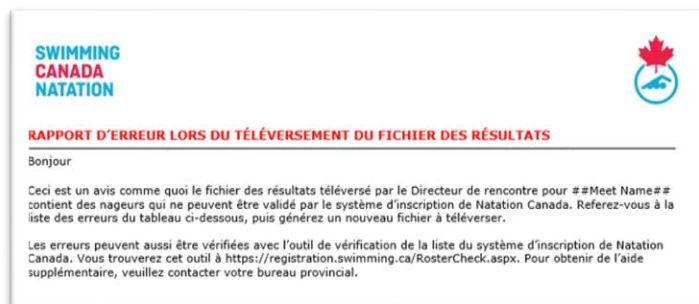 SWIMMING
CANADA
NATATION
RAPPORT D'ERREUR LORS DU TÉLÉVERSEMENT DU FICHIER DES RÉSULTATS
Bonjour
Ceci est un avis comme quoi le fichier des résultats téléversé par le Directeur de rencontre pour ##Meet Name##
contient des nageurs qui ne peuvent être validé par le système d'inscription de Natation Canada. Referez-vous à la
liste des erreurs du tableau ci-dessous, puis générez un nouveau fichier à téléverser.
Les erreurs peuvent aussi être vérifiées avec l'outil de vérification de la liste du système d'inscription de Natation
Canada. Vous trouverez cet outil à https://registration.swimming.ca/RosterCheck.aspx. Pour obtenir de l'aide
supplémentaire, veuillez contacter votre bureau provincial.